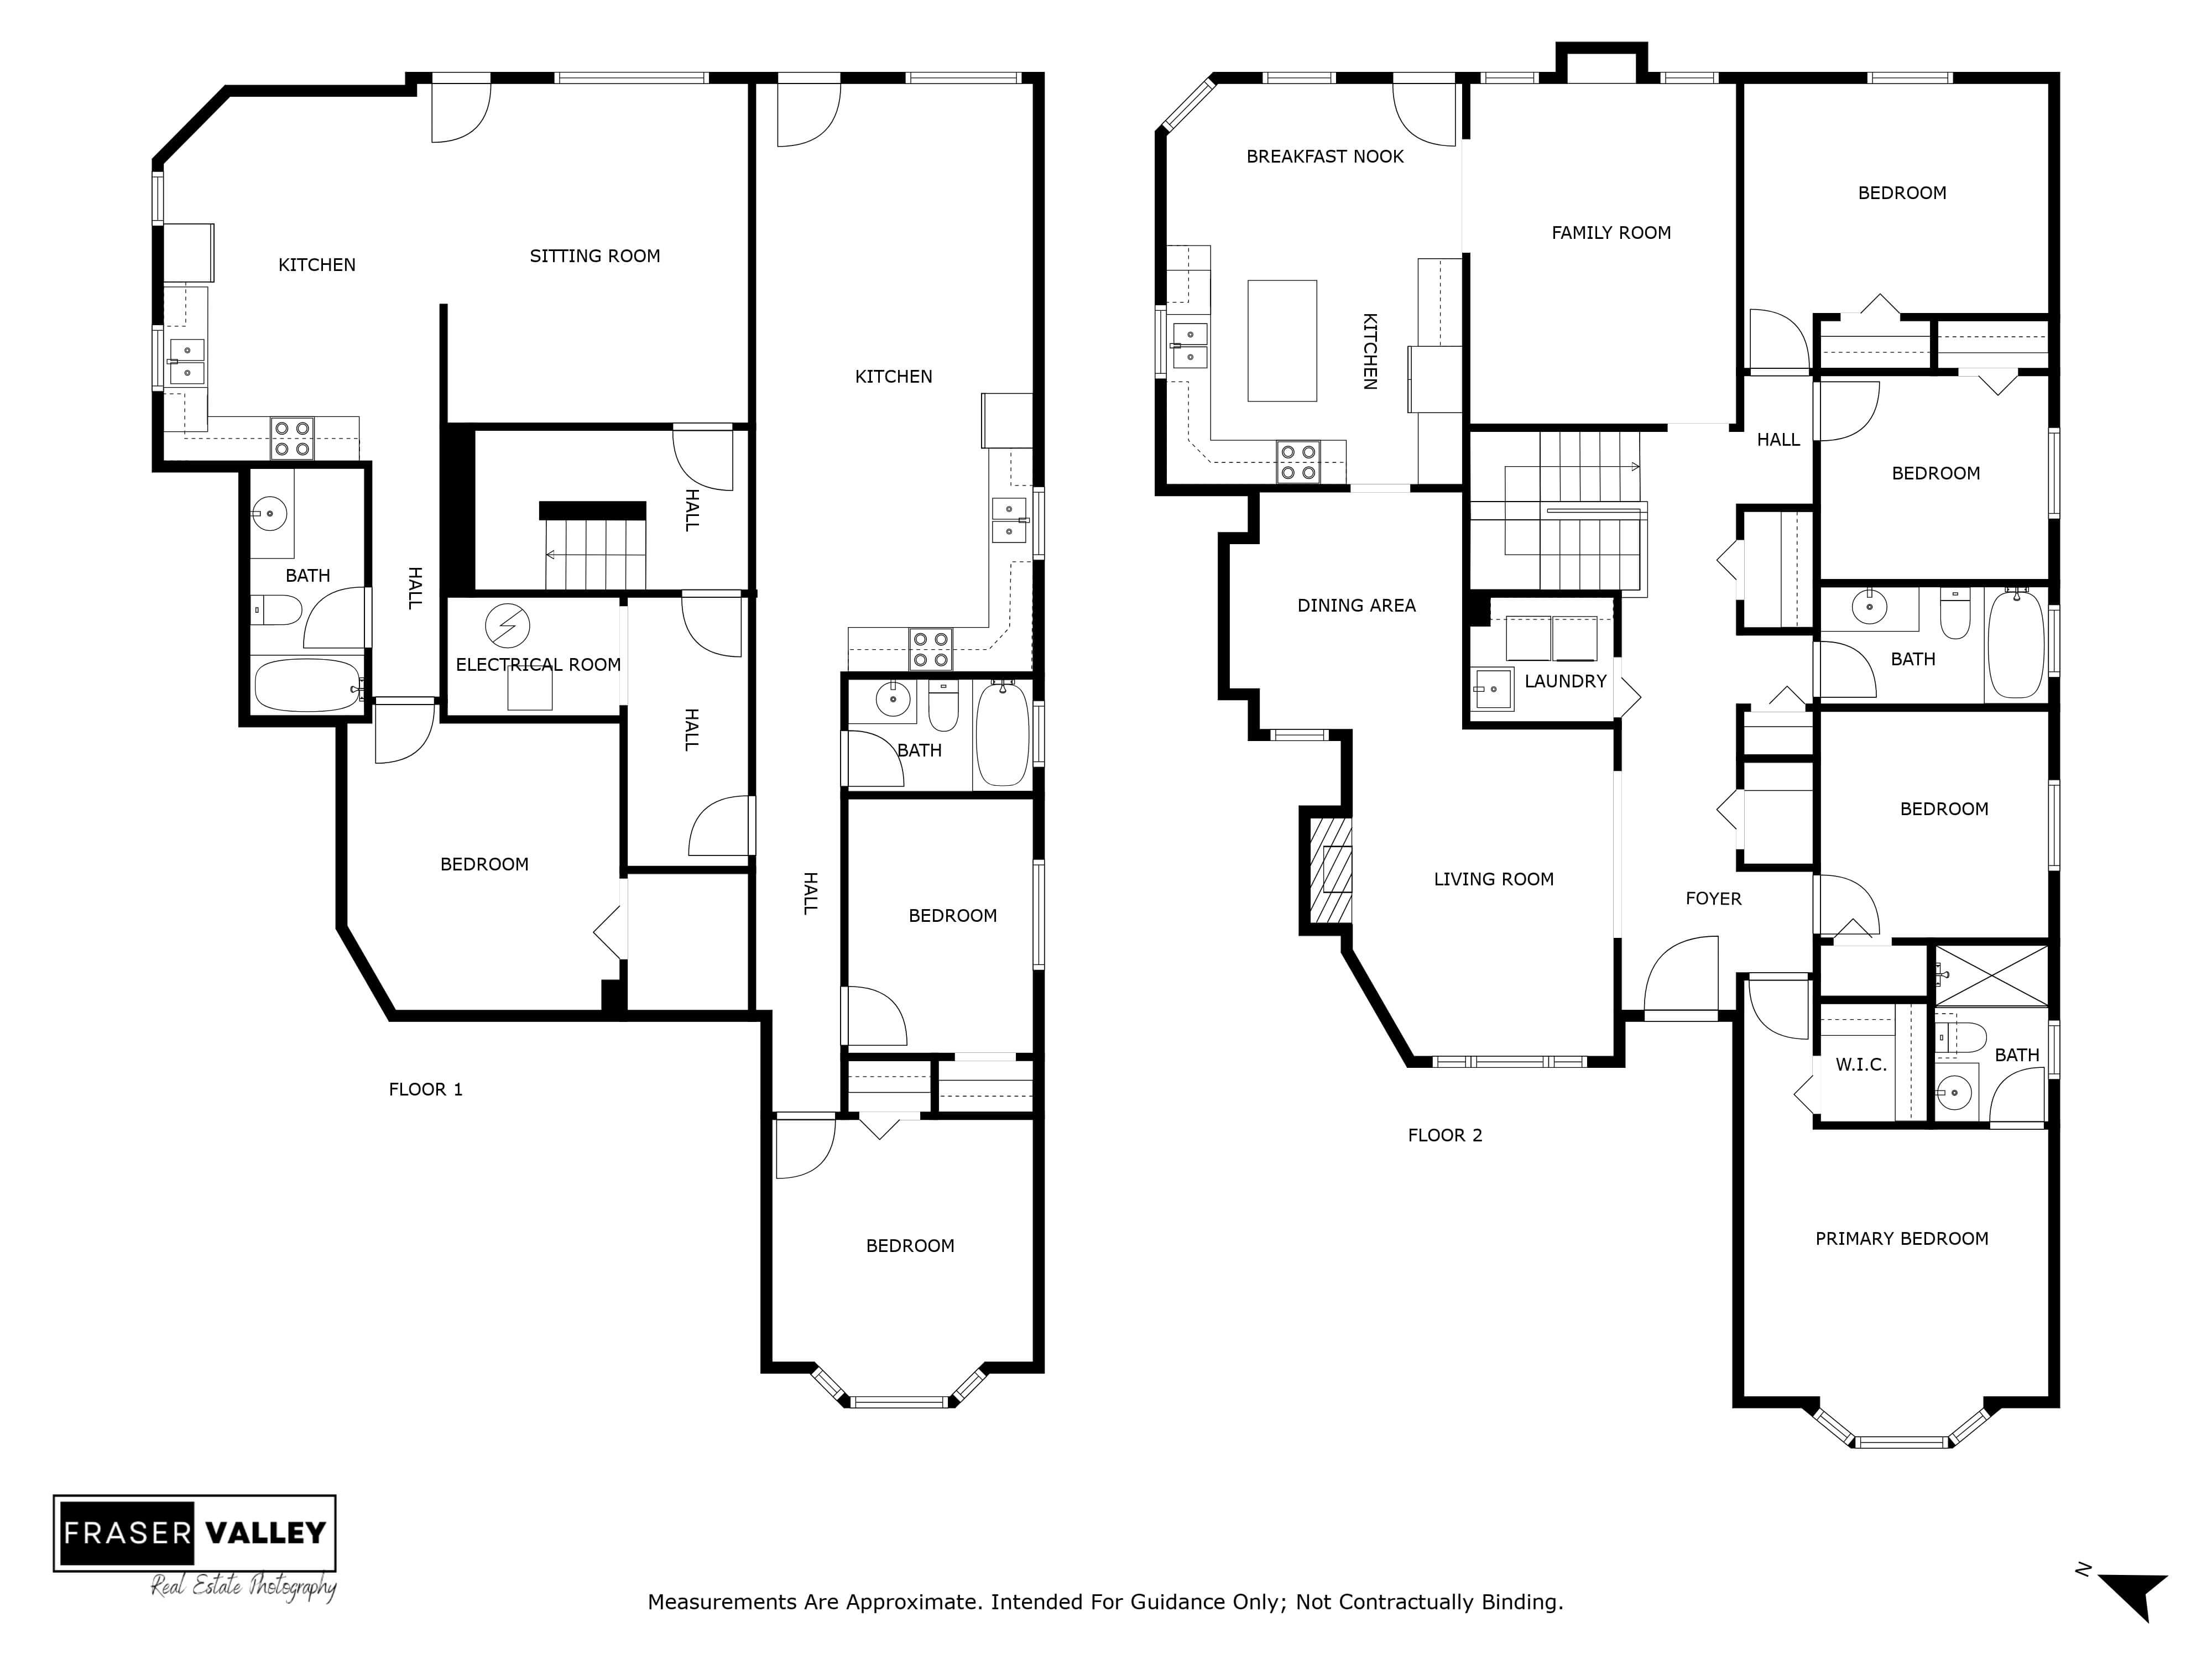 KITCHEN
SITTING ROOM
KITCHEN
HALL
BATH
HALL
ELECTRICAL ROOM
HALL
BATH
BEDROOM
HALL
BEDROOM
BEDROOM
FLOOR 1
BREAKFAST NOOK
FAMILY ROOM
BEDROOM
KITCHEN
HALL
BEDROOM
DINING AREA
BATH
LAUNDRY
BEDROOM
LIVING ROOM
FOYER
W.I.C.
BATH
PRIMARY BEDROOM
FLOOR 2
FRASER VALLEY
Real Estate Photography
Measurements Are Approximate. Intended For Guidance Only; Not Contractually Binding.
N